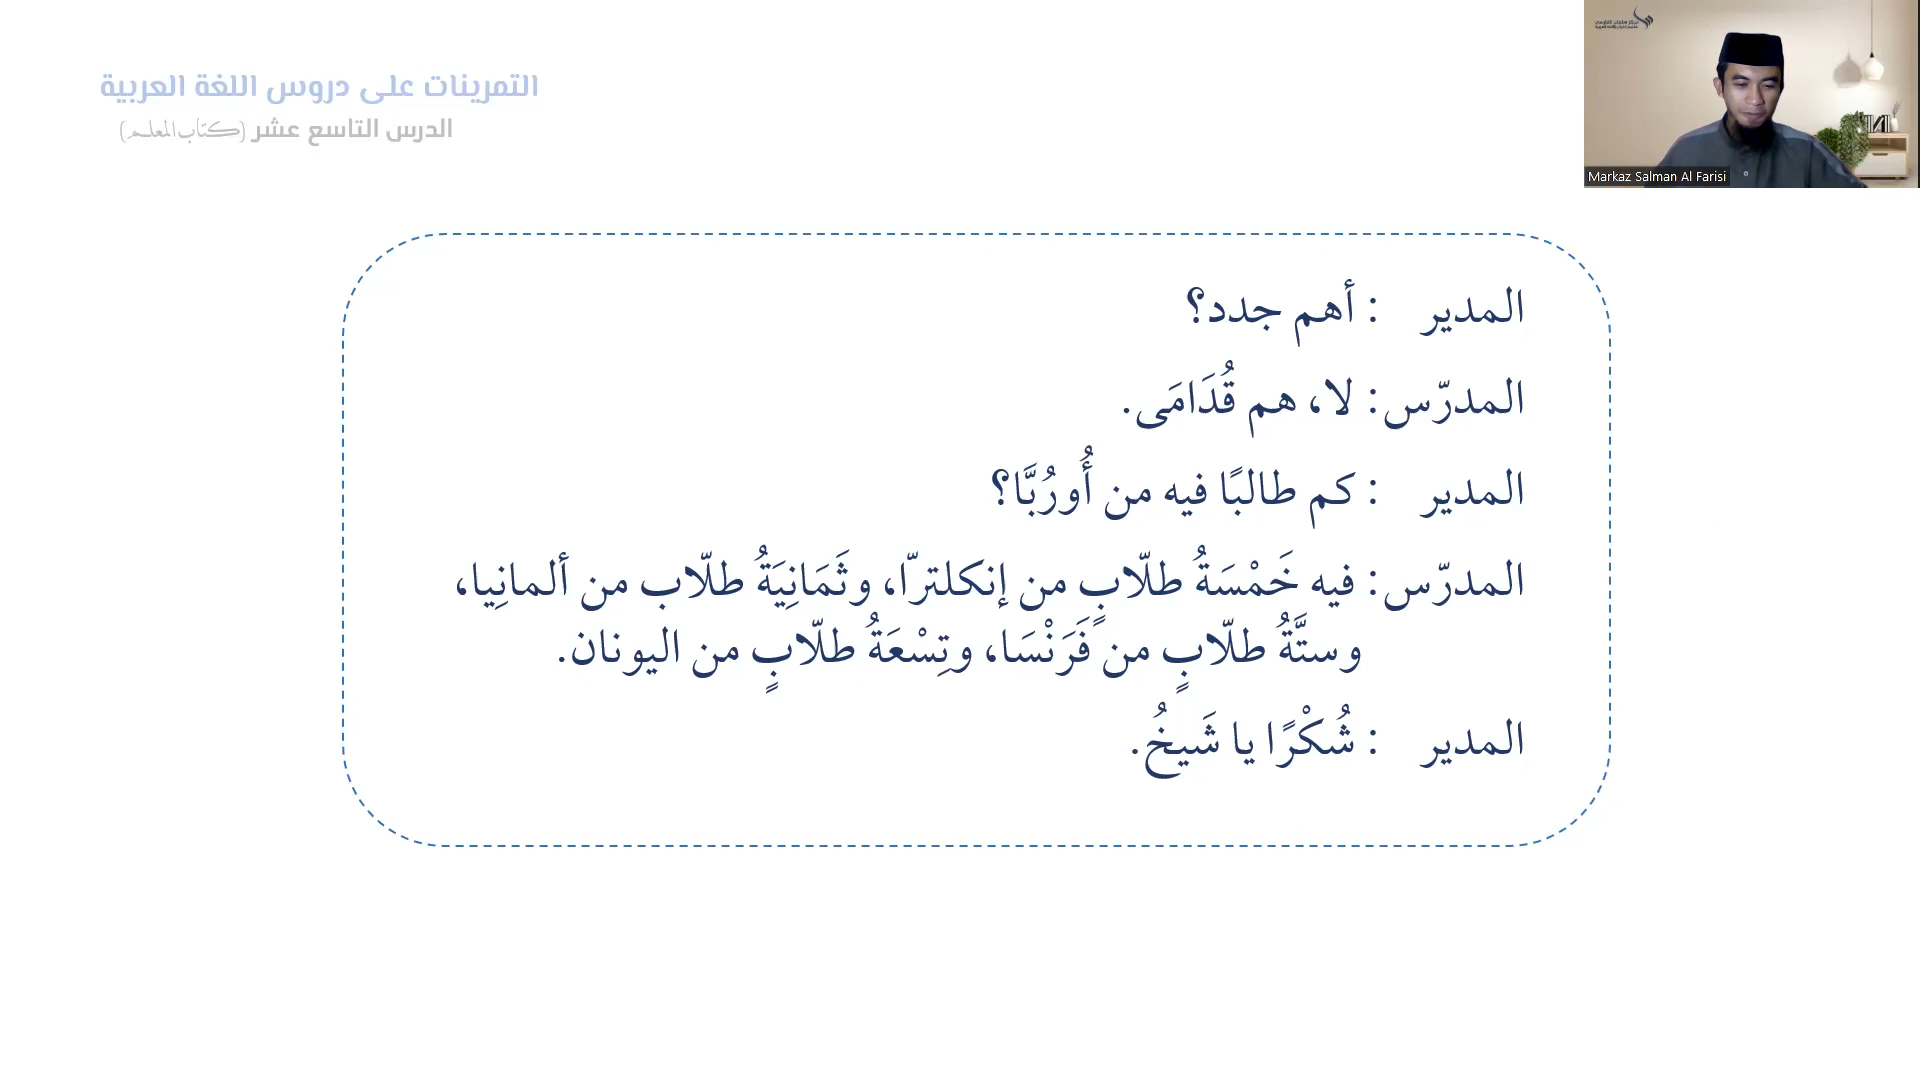 التمرينات على دروس اللغة العربية
الدرس التاسع عشر (كتاب المعلم)
Markaz Salman Al Farisi
المدير : أهم جدد؟
المدرّس: لا، هم قُدَامَى.
المدير : كم طالبًا فيه من أُورُبَّا؟
المدرّس: فيه خَمْسَةُ طلّابٍ من إنكلترّا، وثَمَانِيَةُ طلّاب من ألمانِيا،
وستَّةُ طلّابٍ من فَرَنْسَا، وتِسْعَةُ طلّابٍ من اليونان.
المدير : شُكْرًا يا شَيخُ.